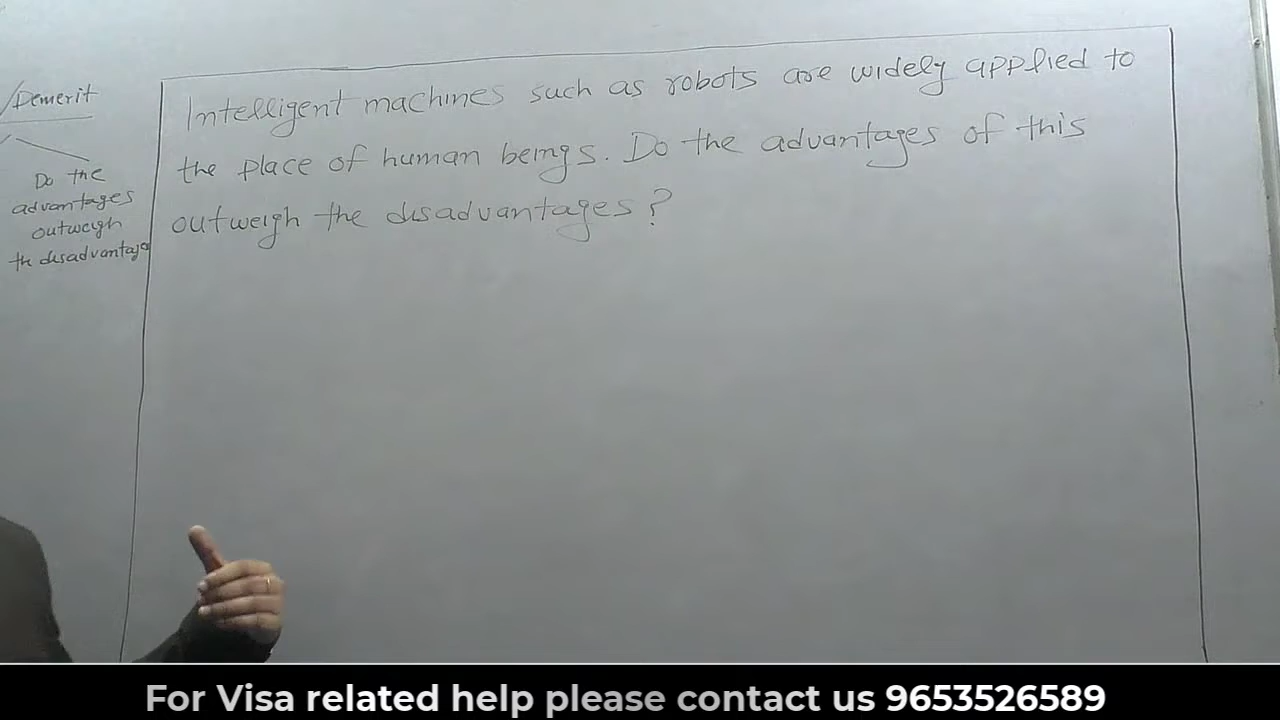 /Demerit
Do the
advantages
outweigh
the disadvantages
Intelligent machines such as robots are widely applied to
the place of human beings. Do the advantages of this
outweigh the disadvantages?
For Visa related help please contact us 9653526589